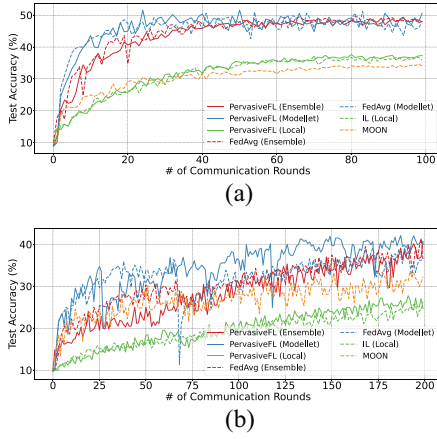 50
40
30
20
10
Test Accuracy (%)
PervasiveFL (Ensemble)
PervasiveFL (Modellet)
PervasiveFL (Local)
FedAvg (Ensemble)
FedAvg (Modellet)
IL (Local)
MOON
0 20 40 60 80 100
# of Communication Rounds
(a)
40
30
20
10
Test Accuracy (%)
PervasiveFL (Ensemble)
PervasiveFL (Modellet)
PervasiveFL (Local)
FedAvg (Ensemble)
FedAvg (Modellet)
IL (Local)
MOON
0 25 50 75 100 125 150 175 200
# of Communication Rounds
(b)